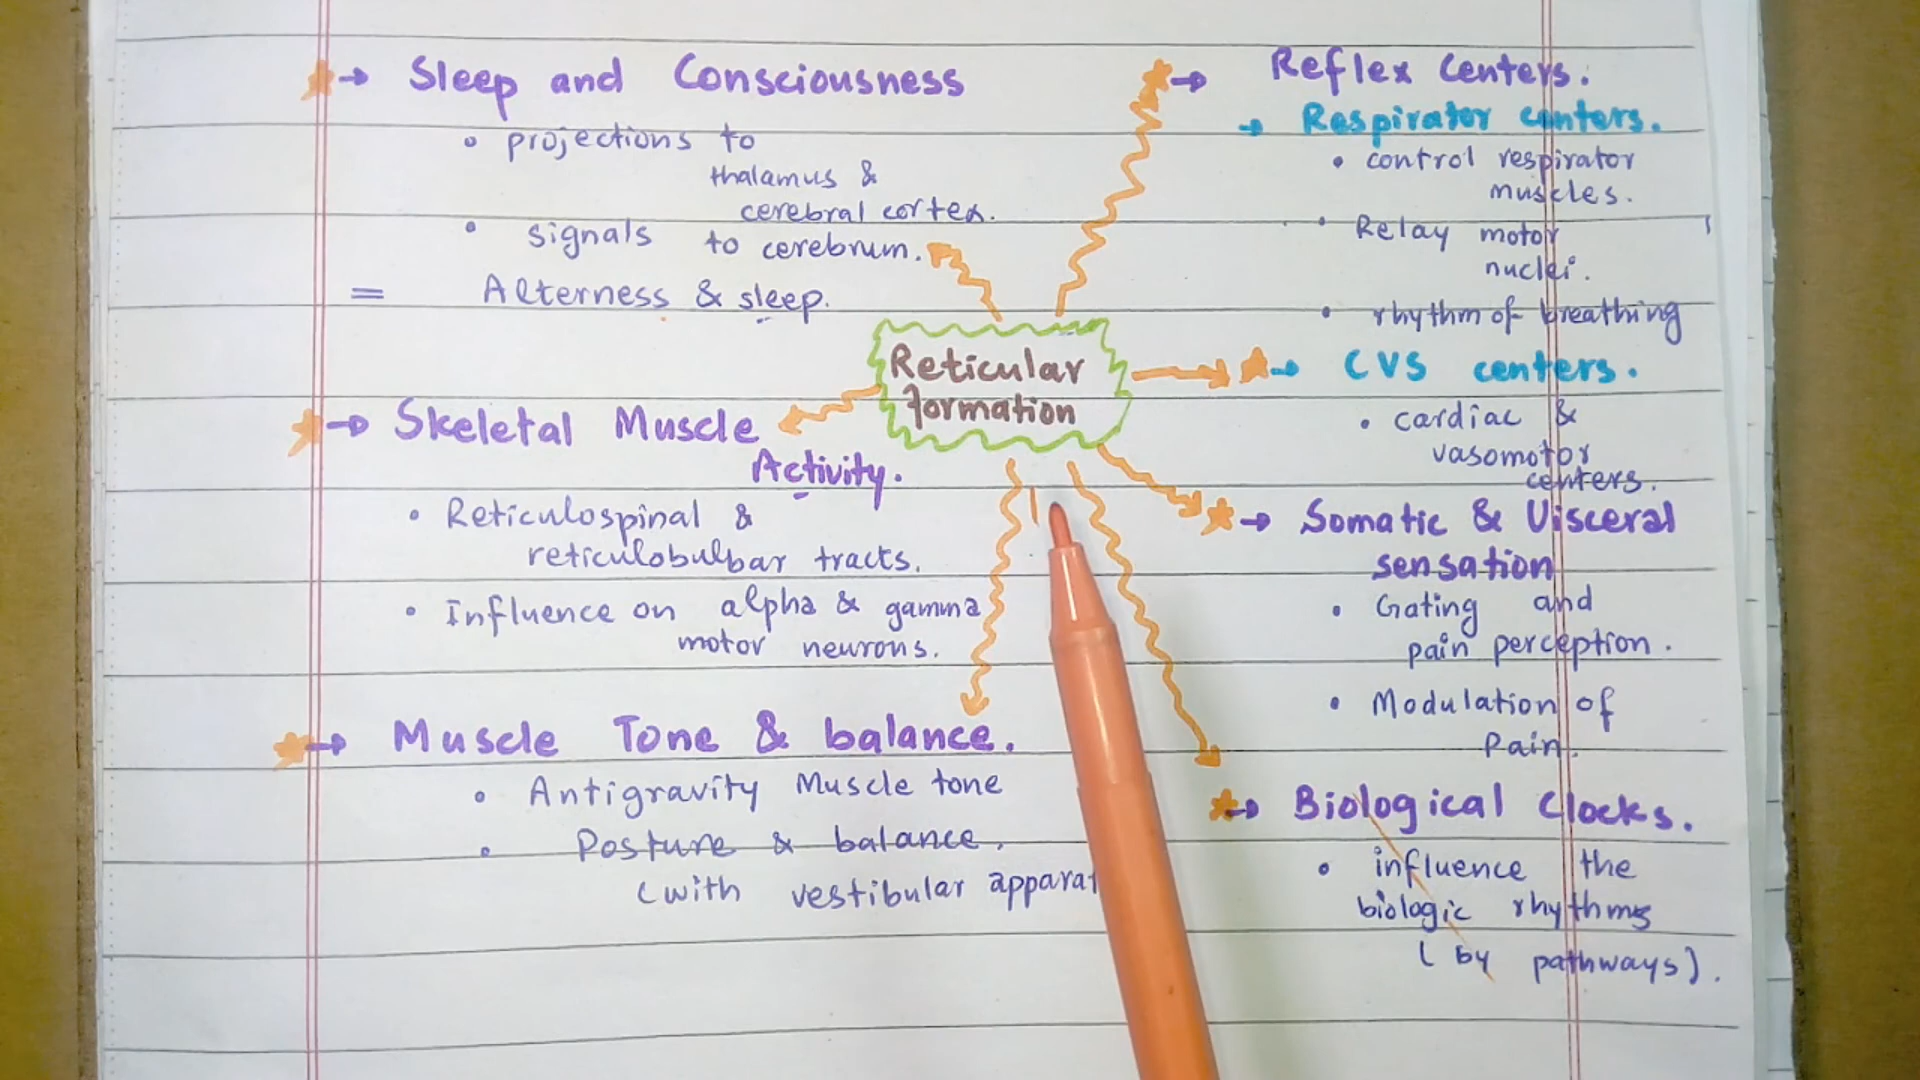 Sleep and Consciousness
• projections to
thalamus &
cerebral cortex.
• signals to cerebrum.
= Alterness & sleep.
Skeletal Muscle
Activity.
• Reticulospinal &
reticulobulbar tracts.
• Influence on alpha & gamma
motor neurons.
Muscle Tone & balance.
• Antigravity Muscle tone
• Posture & balance.
(with vestibular apparat
Reticular
formation
Reflex Centers.
→ Respirator centers.
• control respirator
muscles.
• Relay motor
nuclei.
• rhythm of breathing
CVS centers.
• cardiac &
vasomotor
centers.
Somatic & Visceral
sensation
• Gating and
pain perception.
• Modulation of
Pain.
Biological Clocks.
• influence the
biologic rhythms
(by pathways).